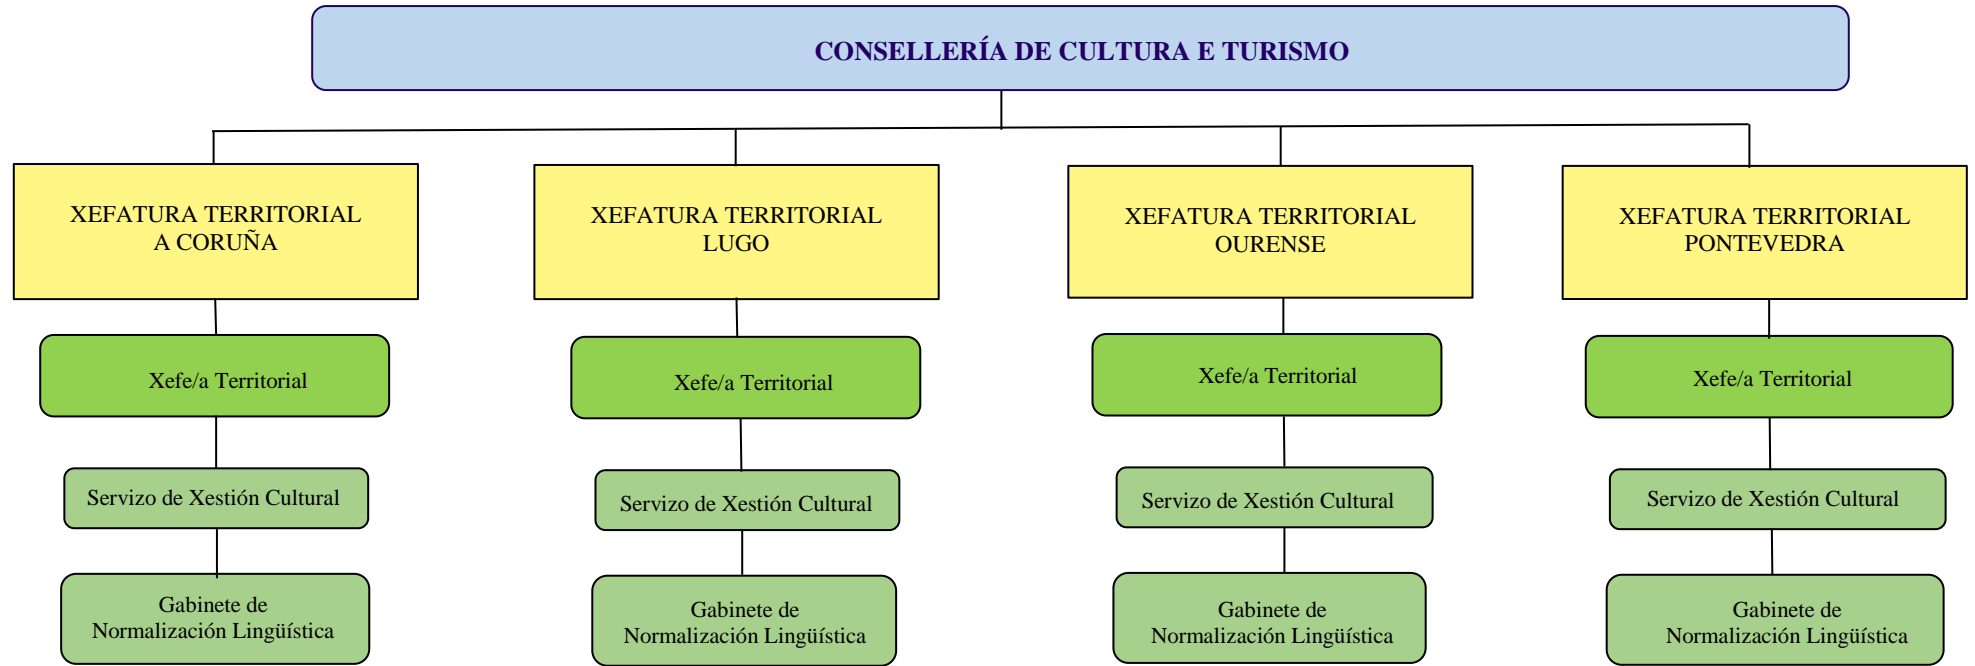 CONSELLERÍA DE CULTURA E TURISMO
XEFATURA TERRITORIAL
A CORUÑA
XEFATURA TERRITORIAL
LUGO
XEFATURA TERRITORIAL
OURENSE
XEFATURA TERRITORIAL
PONTEVEDRA
Xefe/a Territorial
Xefe/a Territorial
Xefe/a Territorial
Xefe/a Territorial
Servizo de Xestión Cultural
Servizo de Xestión Cultural
Servizo de Xestión Cultural
Servizo de Xestión Cultural
Gabinete de
Normalización Lingüística
Gabinete de
Normalización Lingüística
Gabinete de
Normalización Lingüística
Gabinete de
Normalización Lingüística